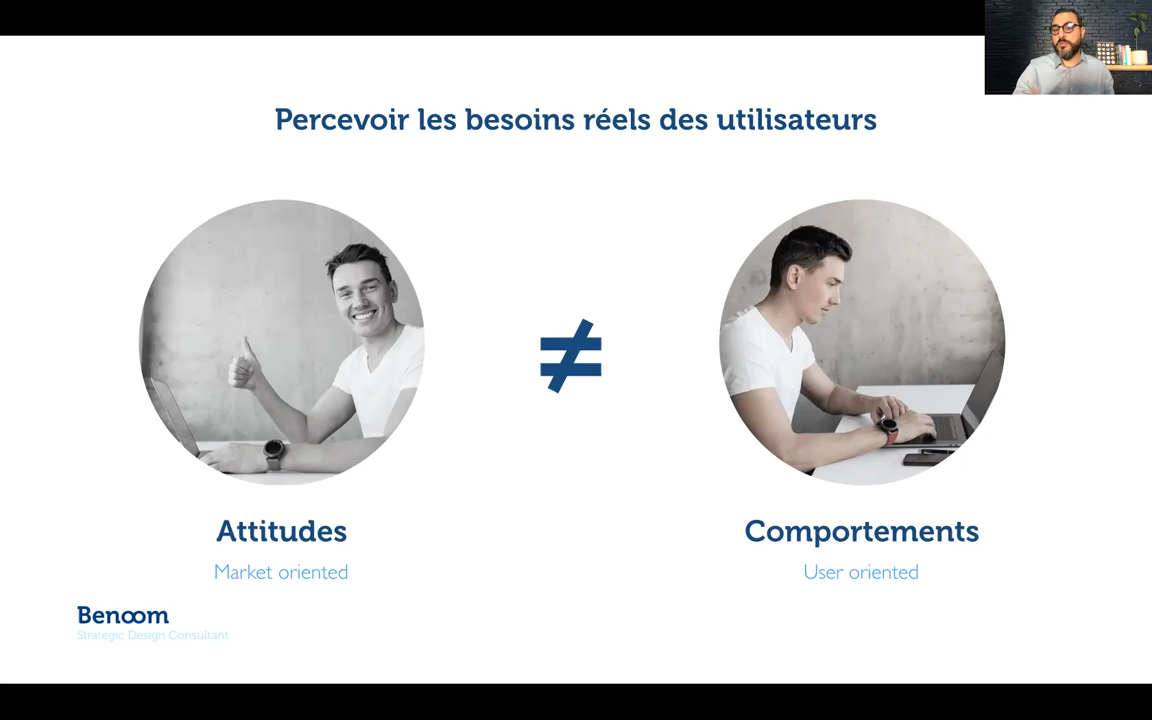 Percevoir les besoins réels des utilisateurs
≠
Attitudes
Market oriented
Comportements
User oriented
Benoom
Strategic Design Consultant